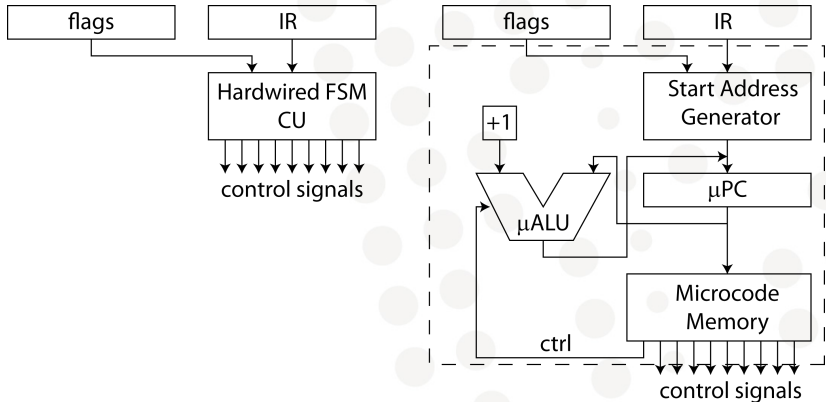 flags
IR
Hardwired FSM
CU
control signals
flags
IR
Start Address
Generator
+1
μALU
μPC
Microcode
Memory
ctrl
control signals